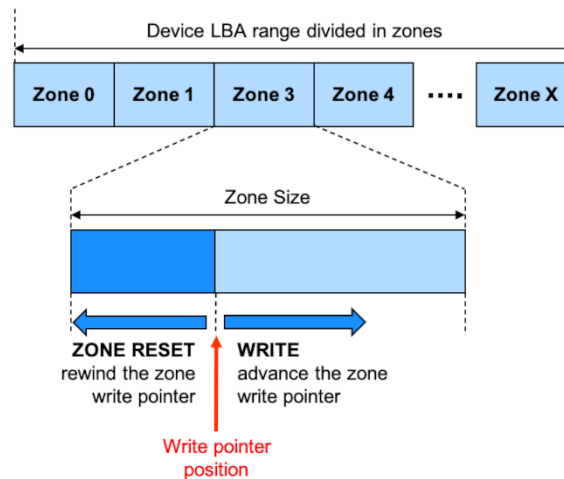 Device LBA range divided in zones
Zone 0 Zone 1 Zone 3 Zone 4 .... Zone X
Zone Size
ZONE RESET
rewind the zone
write pointer
WRITE
advance the zone
write pointer
Write pointer
position